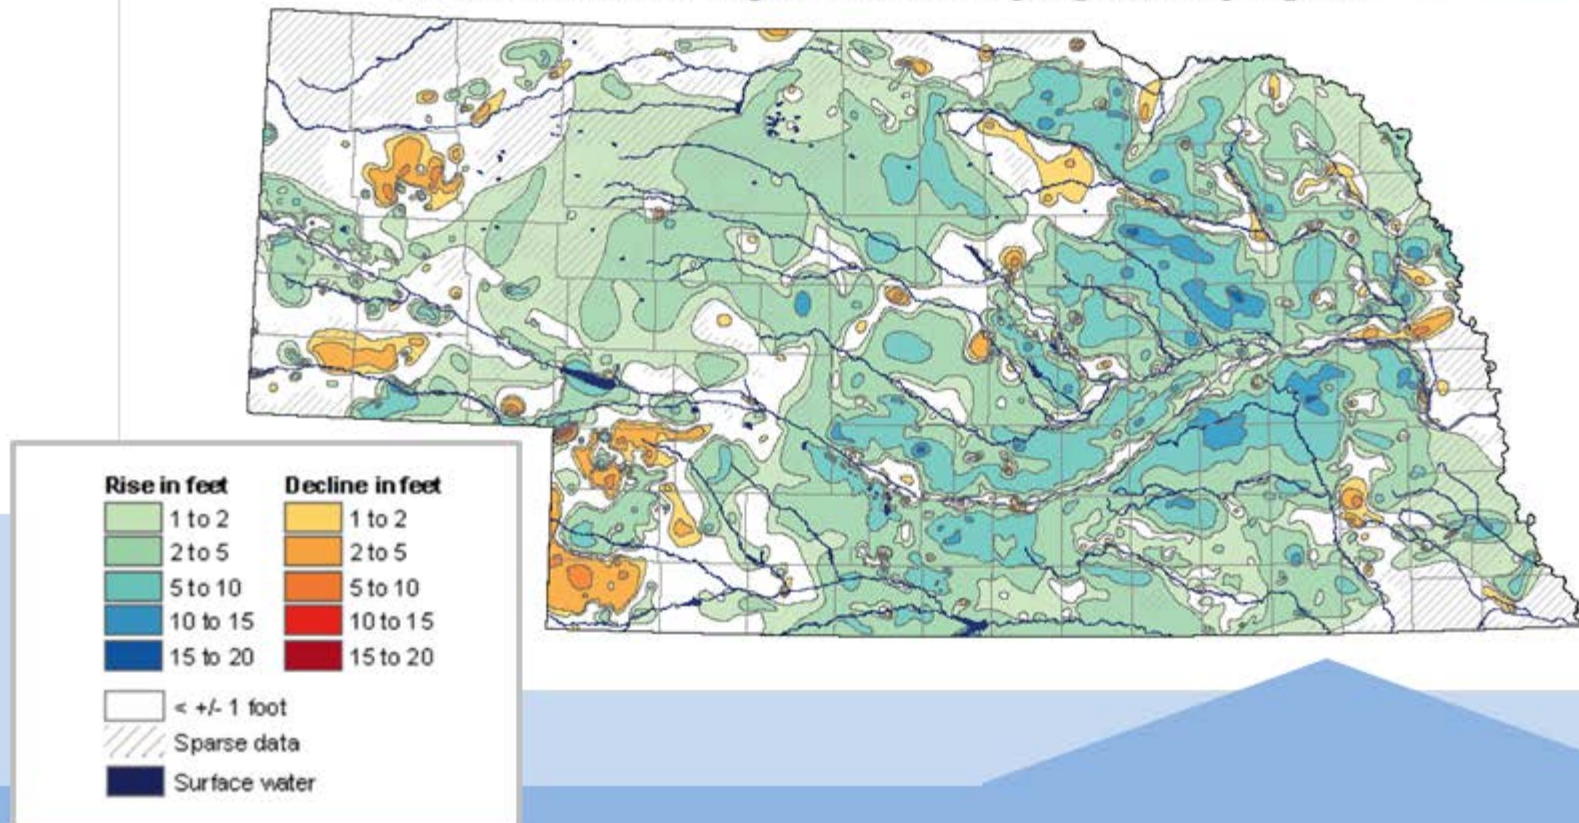 Rise in feet Decline in feet
1 to 2 1 to 2
2 to 5 2 to 5
5 to 10 5 to 10
10 to 15 10 to 15
15 to 20 15 to 20
< +/- 1 foot
Sparse data
Surface water